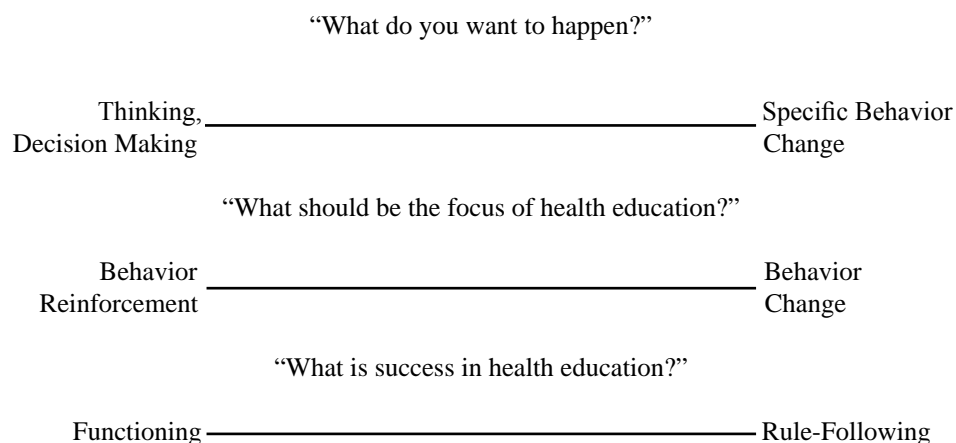 “What do you want to happen?”
Thinking,
Decision Making
Specific Behavior
Change
“What should be the focus of health education?”
Behavior
Reinforcement
Behavior
Change
“What is success in health education?”
Functioning
Rule-Following